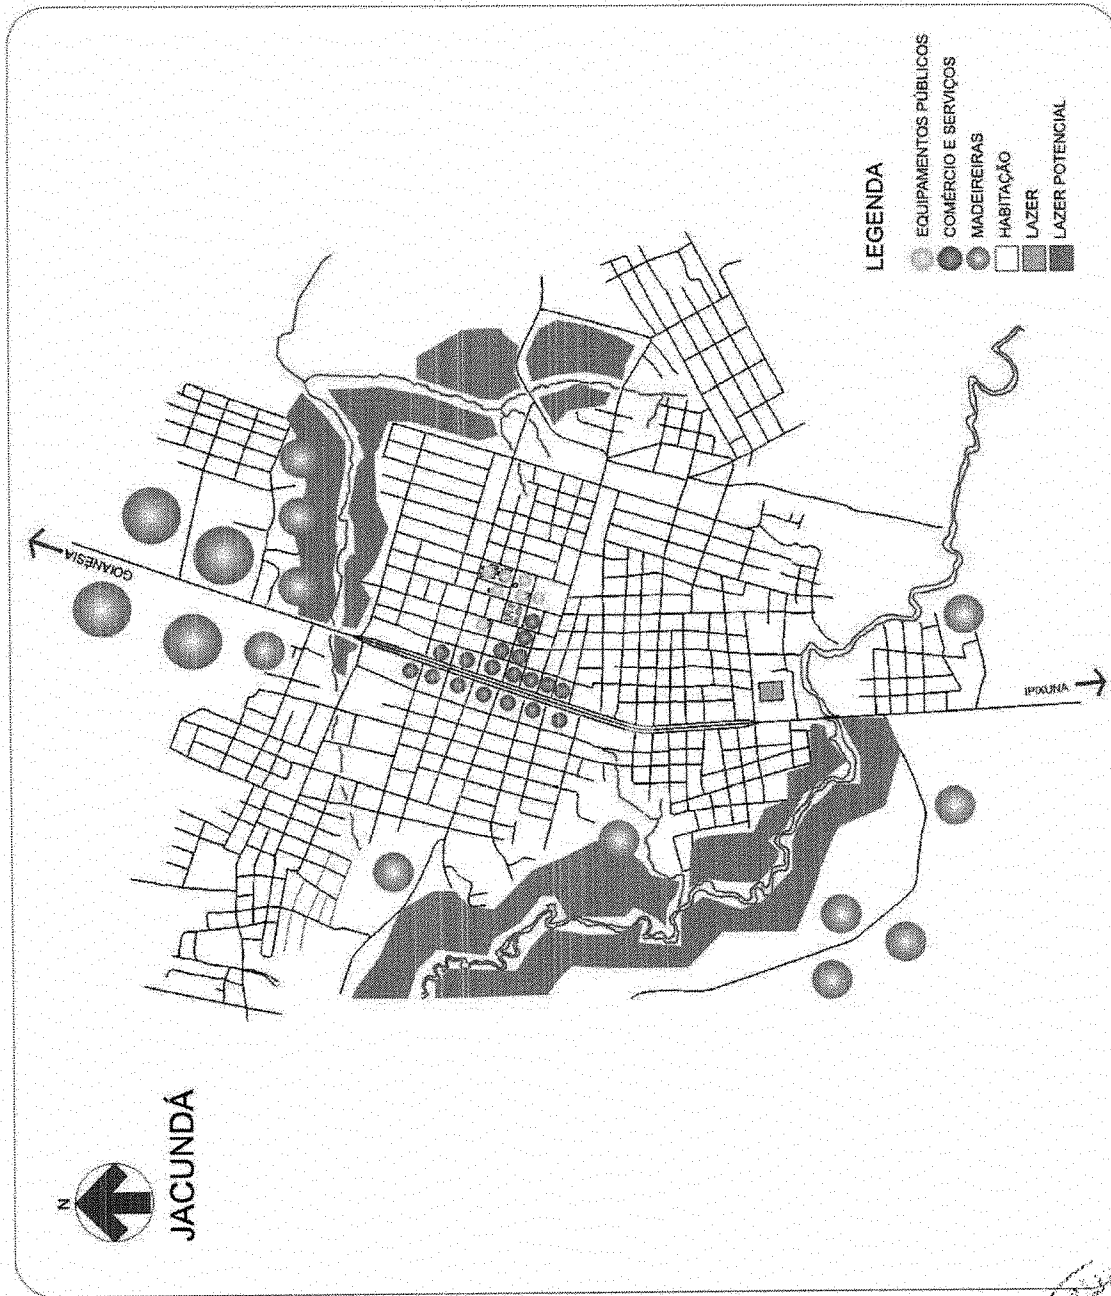 N
JACUNDÁ
GOIANÉSIA
IPIXUNA
LEGENDA
EQUIPAMENTOS PÚBLICOS
COMÉRCIO E SERVIÇOS
MADEIREIRAS
HABITAÇÃO
LAZER
LAZER POTENCIAL